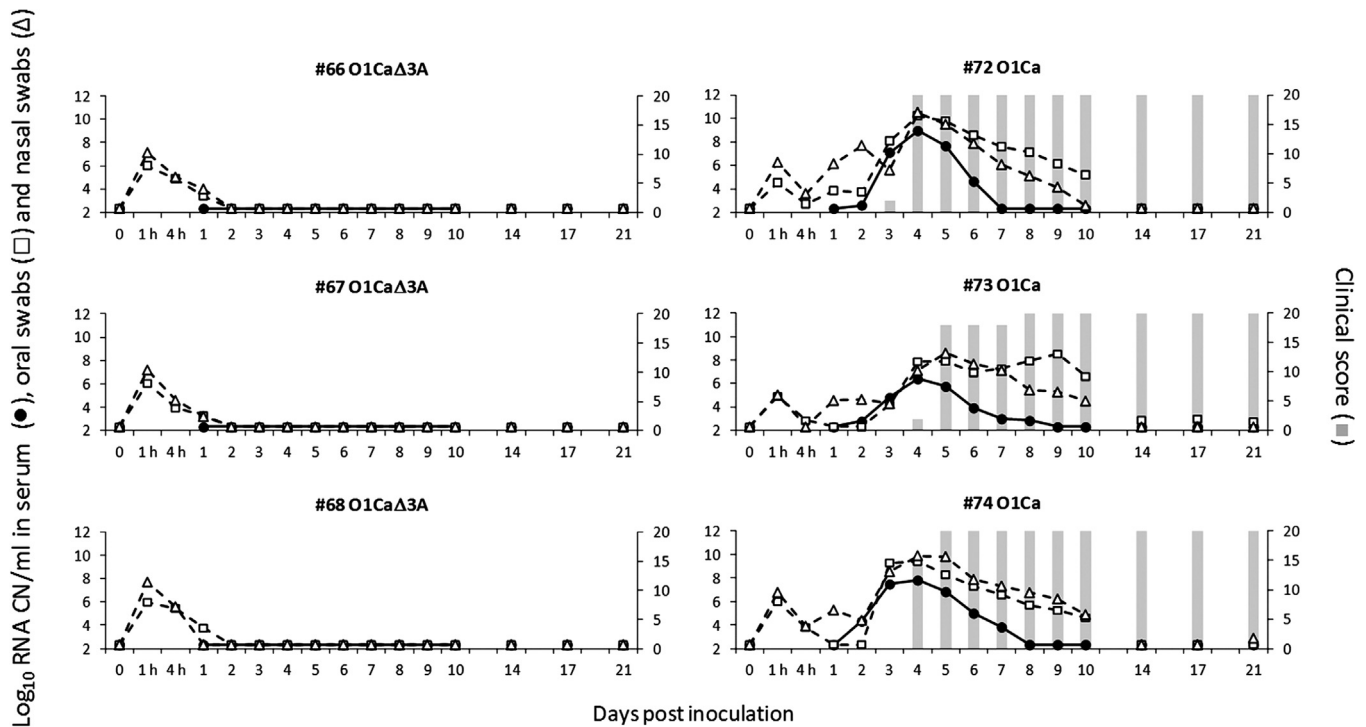 Log₁₀ RNA CN/ml in serum (●), oral swabs (□) and nasal swabs (Δ)
#66 O1CaΔ3A
12 10 8 6 4 2
20 15 10 5 0
0 1 h 4 h 1 2 3 4 5 6 7 8 9 10 14 17 21
#72 O1Ca
12 10 8 6 4 2
20 15 10 5 0
0 1 h 4 h 1 2 3 4 5 6 7 8 9 10 14 17 21
#67 O1CaΔ3A
12 10 8 6 4 2
20 15 10 5 0
0 1 h 4 h 1 2 3 4 5 6 7 8 9 10 14 17 21
#73 O1Ca
12 10 8 6 4 2
20 15 10 5 0
0 1 h 4 h 1 2 3 4 5 6 7 8 9 10 14 17 21
#68 O1CaΔ3A
12 10 8 6 4 2
20 15 10 5 0
0 1 h 4 h 1 2 3 4 5 6 7 8 9 10 14 17 21
#74 O1Ca
12 10 8 6 4 2
20 15 10 5 0
0 1 h 4 h 1 2 3 4 5 6 7 8 9 10 14 17 21
Clinical score (■)
Days post inoculation